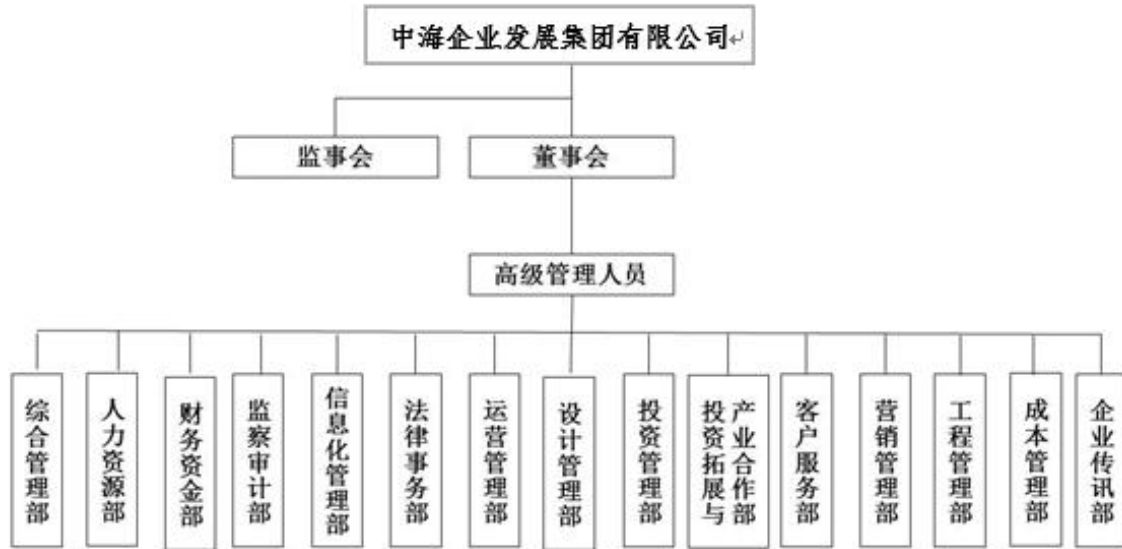 中海企业发展集团有限公司
监事会
董事会
高级管理人员
综合管理部
人力资源部
财务资金部
监察审计部
信息化管理部
法律事务部
运营管理部
设计管理部
投资管理部
投资拓展与
产业合作部
客户服务部
营销管理部
工程管理部
成本管理部
企业传讯部